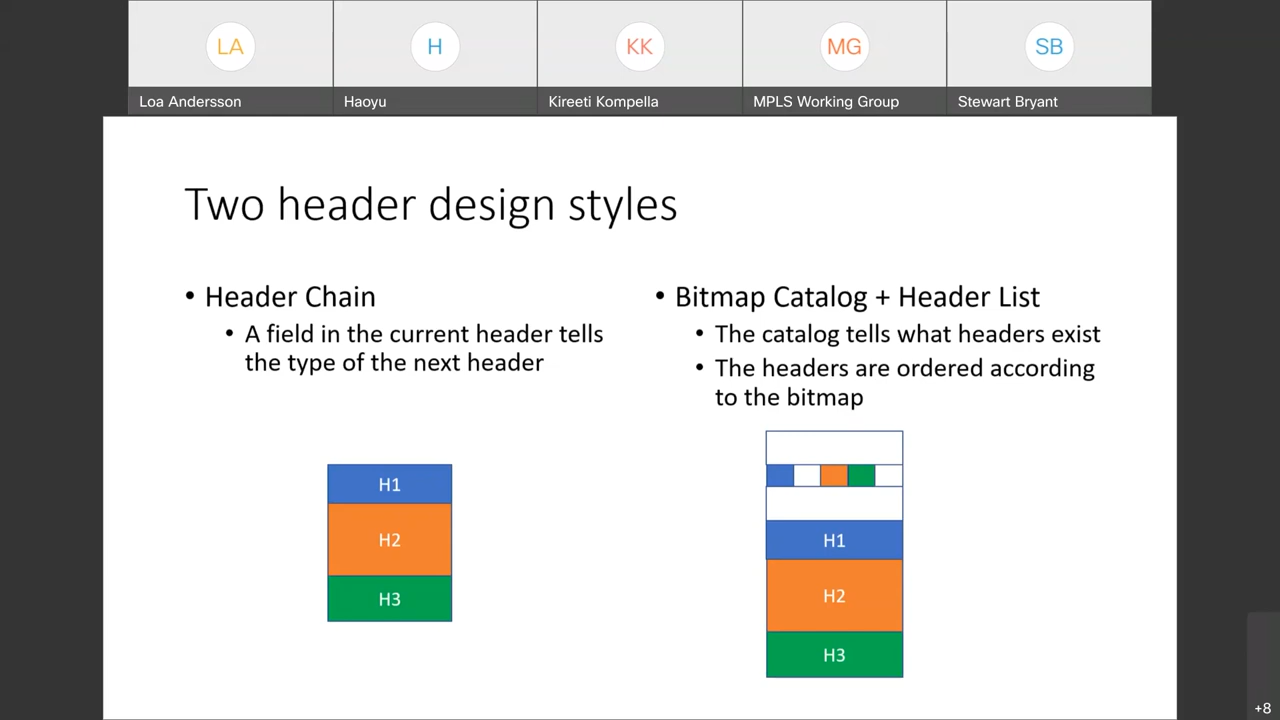 LA
H
KK
MG
SB
Loa Andersson
Haoyu
Kireeti Kompella
MPLS Working Group
Stewart Bryant
Two header design styles
• Header Chain
• A field in the current header tells
the type of the next header
H1
H2
H3
• Bitmap Catalog + Header List
• The catalog tells what headers exist
• The headers are ordered according
to the bitmap
H1
H2
H3
+8